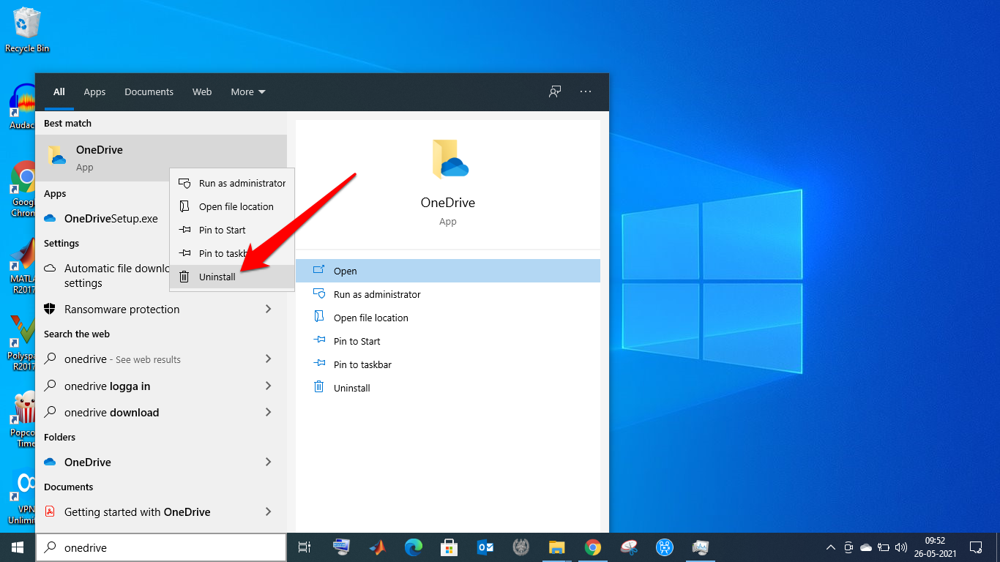 Recycle Bin
Audac
Google
Chrom
MATLA
R2017
Polyspa
R2017
Popco
Time
VPN
Unlimit
All
Apps
Documents
Web
More
Best match
OneDrive
App
Apps
OneDriveSetup.exe
Settings
Automatic file downlo
settings
Ransomware protection
Search the web
onedrive - See web results
onedrive logga in
onedrive download
Folders
OneDrive
Documents
Getting started with OneDrive
Run as administrator
Open file location
Pin to Start
Pin to taskb
Uninstall
OneDrive
App
Open
Run as administrator
Open file location
Pin to Start
Pin to taskbar
Uninstall
onedrive
09:52
26-05-2021